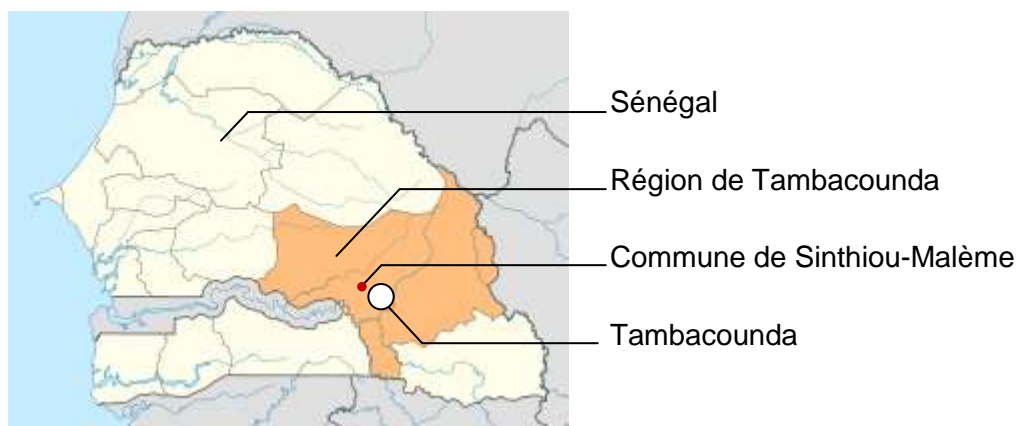 Sénégal
Région de Tambacounda
Commune de Sinthiou-Malème
Tambacounda